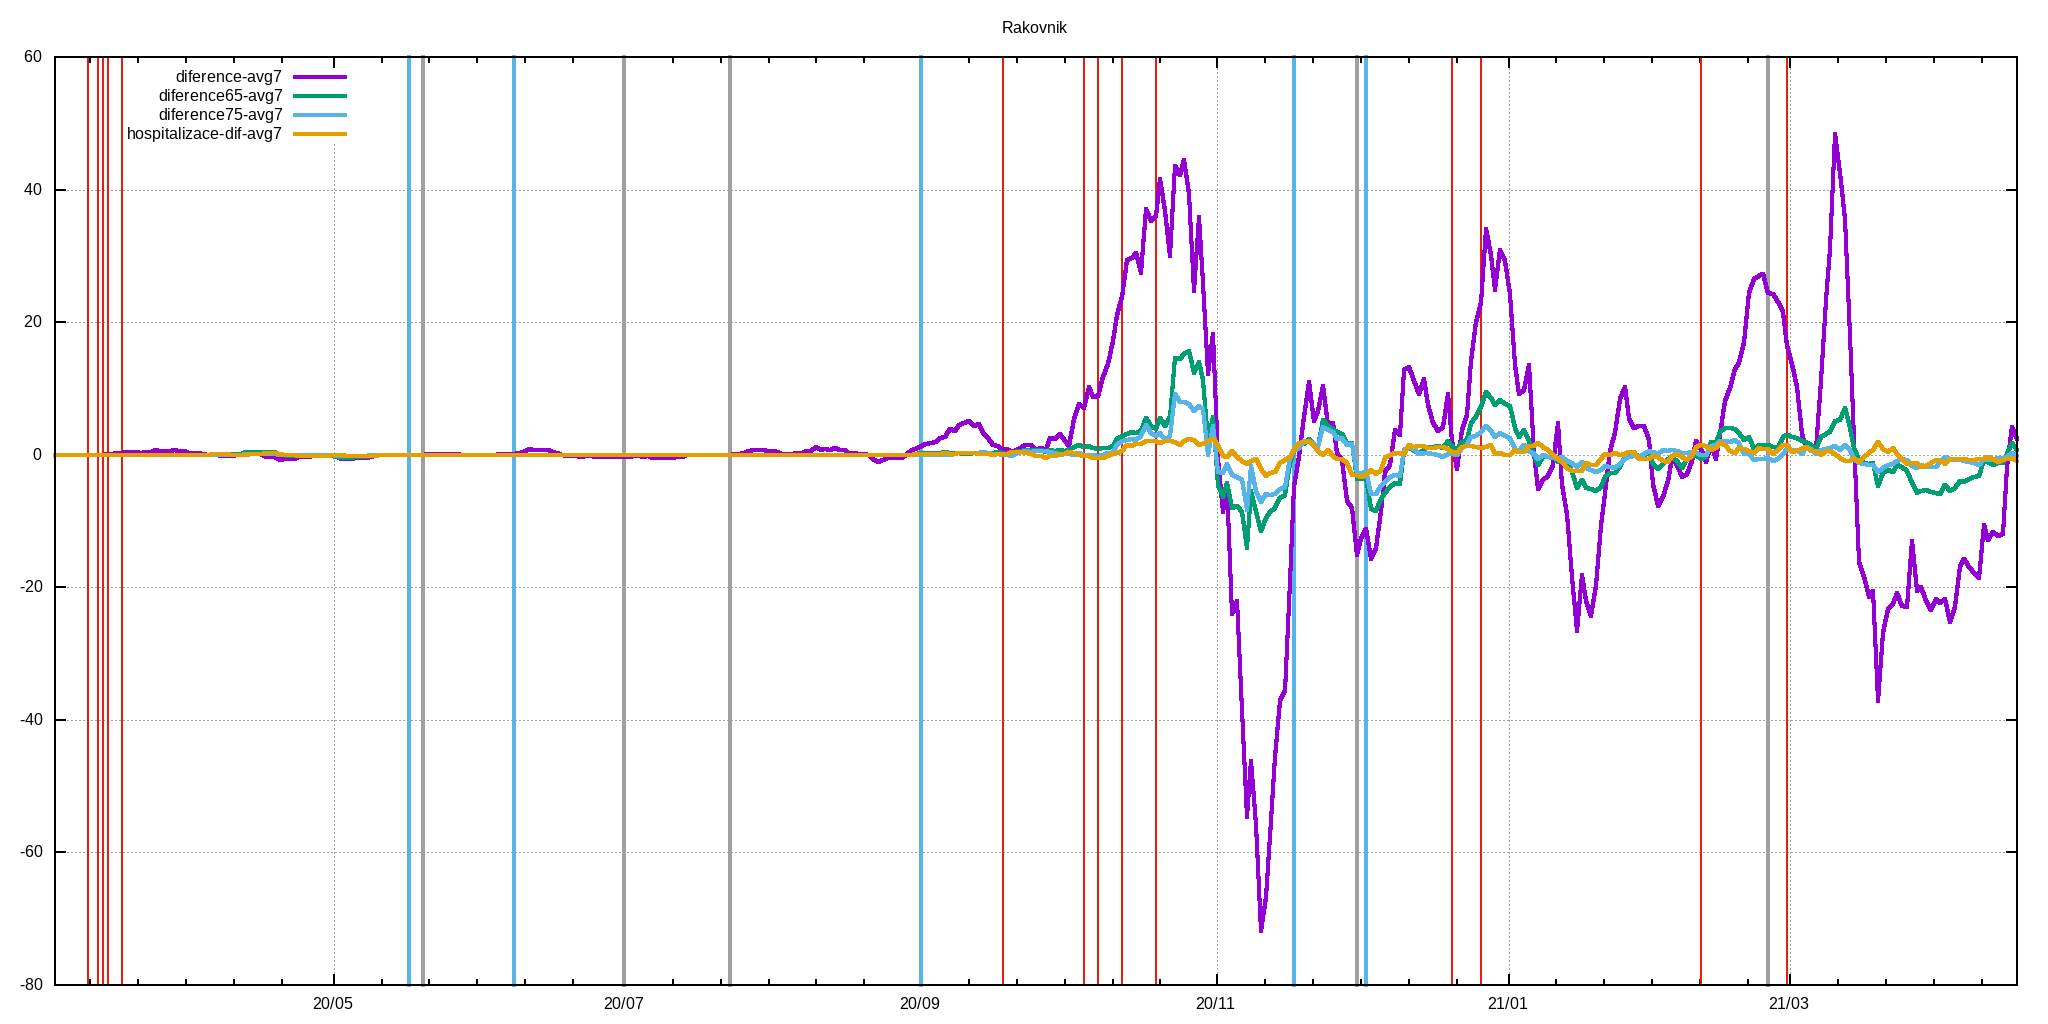 Rakovnik
60
diference-avg7
diference65-avg7
diference75-avg7
hospitalizace-dif-avg7
40
20
0
-20
-40
-60
-80
20/05 20/07 20/09 20/11 21/01 21/03